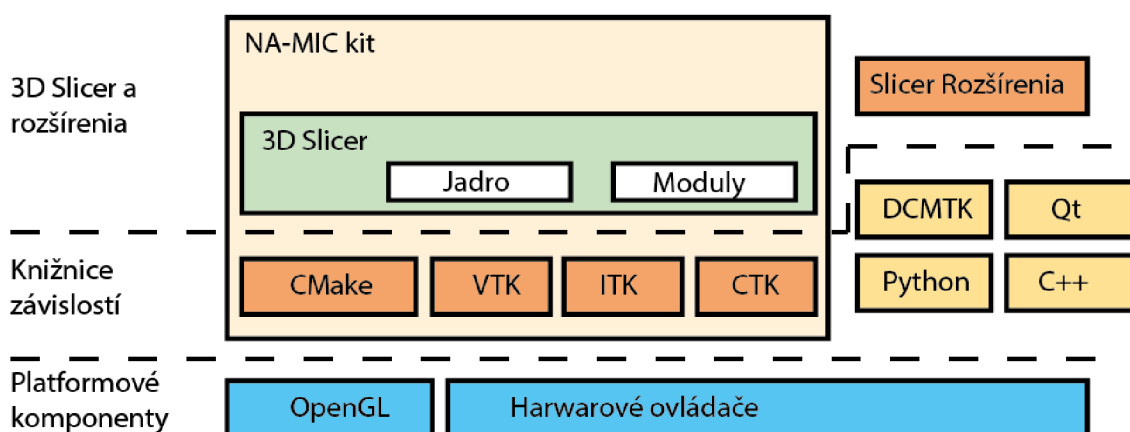 NA-MIC kit
3D Slicer a
rozšírenia
Slicer Rozšírenia
3D Slicer
Jadro
Moduly
DCMTK
Qt
Knižnice
závislostí
CMake
VTK
ITK
CTK
Python
C++
Platformové
komponenty
OpenGL
Harwarové ovládače